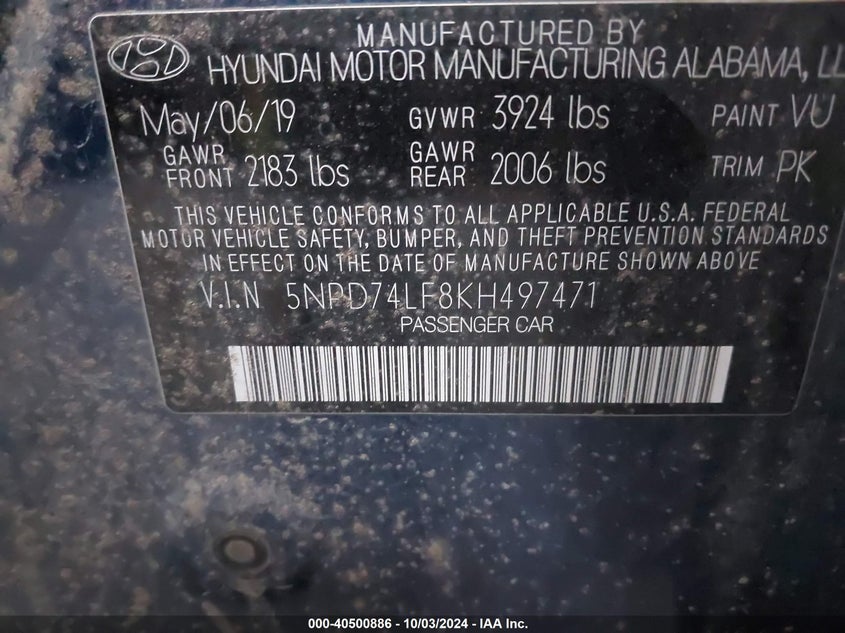 MANUFACTURED BY
HYUNDAI MOTOR MANUFACTURING ALABAMA, LL
May/06/19 GVWR 3924 lbs PAINT VU
GAWR FRONT 2183 lbs GAWR REAR 2006 lbs TRIM PK
THIS VEHICLE CONFORMS TO ALL APPLICABLE U.S.A. FEDERAL
MOTOR VEHICLE SAFETY, BUMPER, AND THEFT PREVENTION STANDARDS
IN EFFECT ON THE DATE OF MANUFACTURE SHOWN ABOVE
V.I.N 5NPD74LF8KH497471
PASSENGER CAR
000-40500886 - 10/03/2024 - IAA Inc.